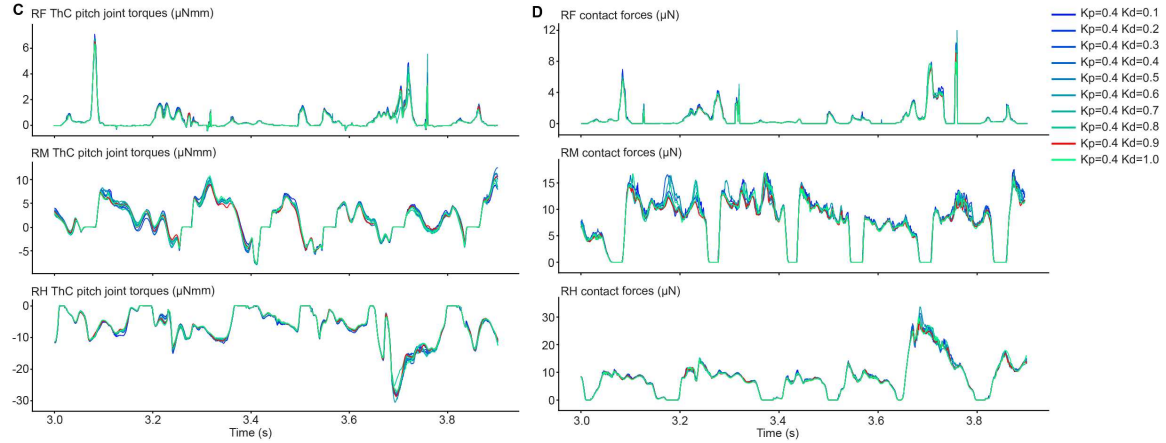 C
RF ThC pitch joint torques (µNmm)
6
4
2
0
RM ThC pitch joint torques (µNmm)
10
5
0
-5
RH ThC pitch joint torques (µNmm)
0
-10
-20
-30
3.0 3.2 3.4 3.6 3.8
Time (s)
D
RF contact forces (µN)
12
8
4
0
RM contact forces (µN)
15
10
5
0
RH contact forces (µN)
30
20
10
0
3.0 3.2 3.4 3.6 3.8
Time (s)
Kp=0.4 Kd=0.1
Kp=0.4 Kd=0.2
Kp=0.4 Kd=0.3
Kp=0.4 Kd=0.4
Kp=0.4 Kd=0.5
Kp=0.4 Kd=0.6
Kp=0.4 Kd=0.7
Kp=0.4 Kd=0.8
Kp=0.4 Kd=0.9
Kp=0.4 Kd=1.0